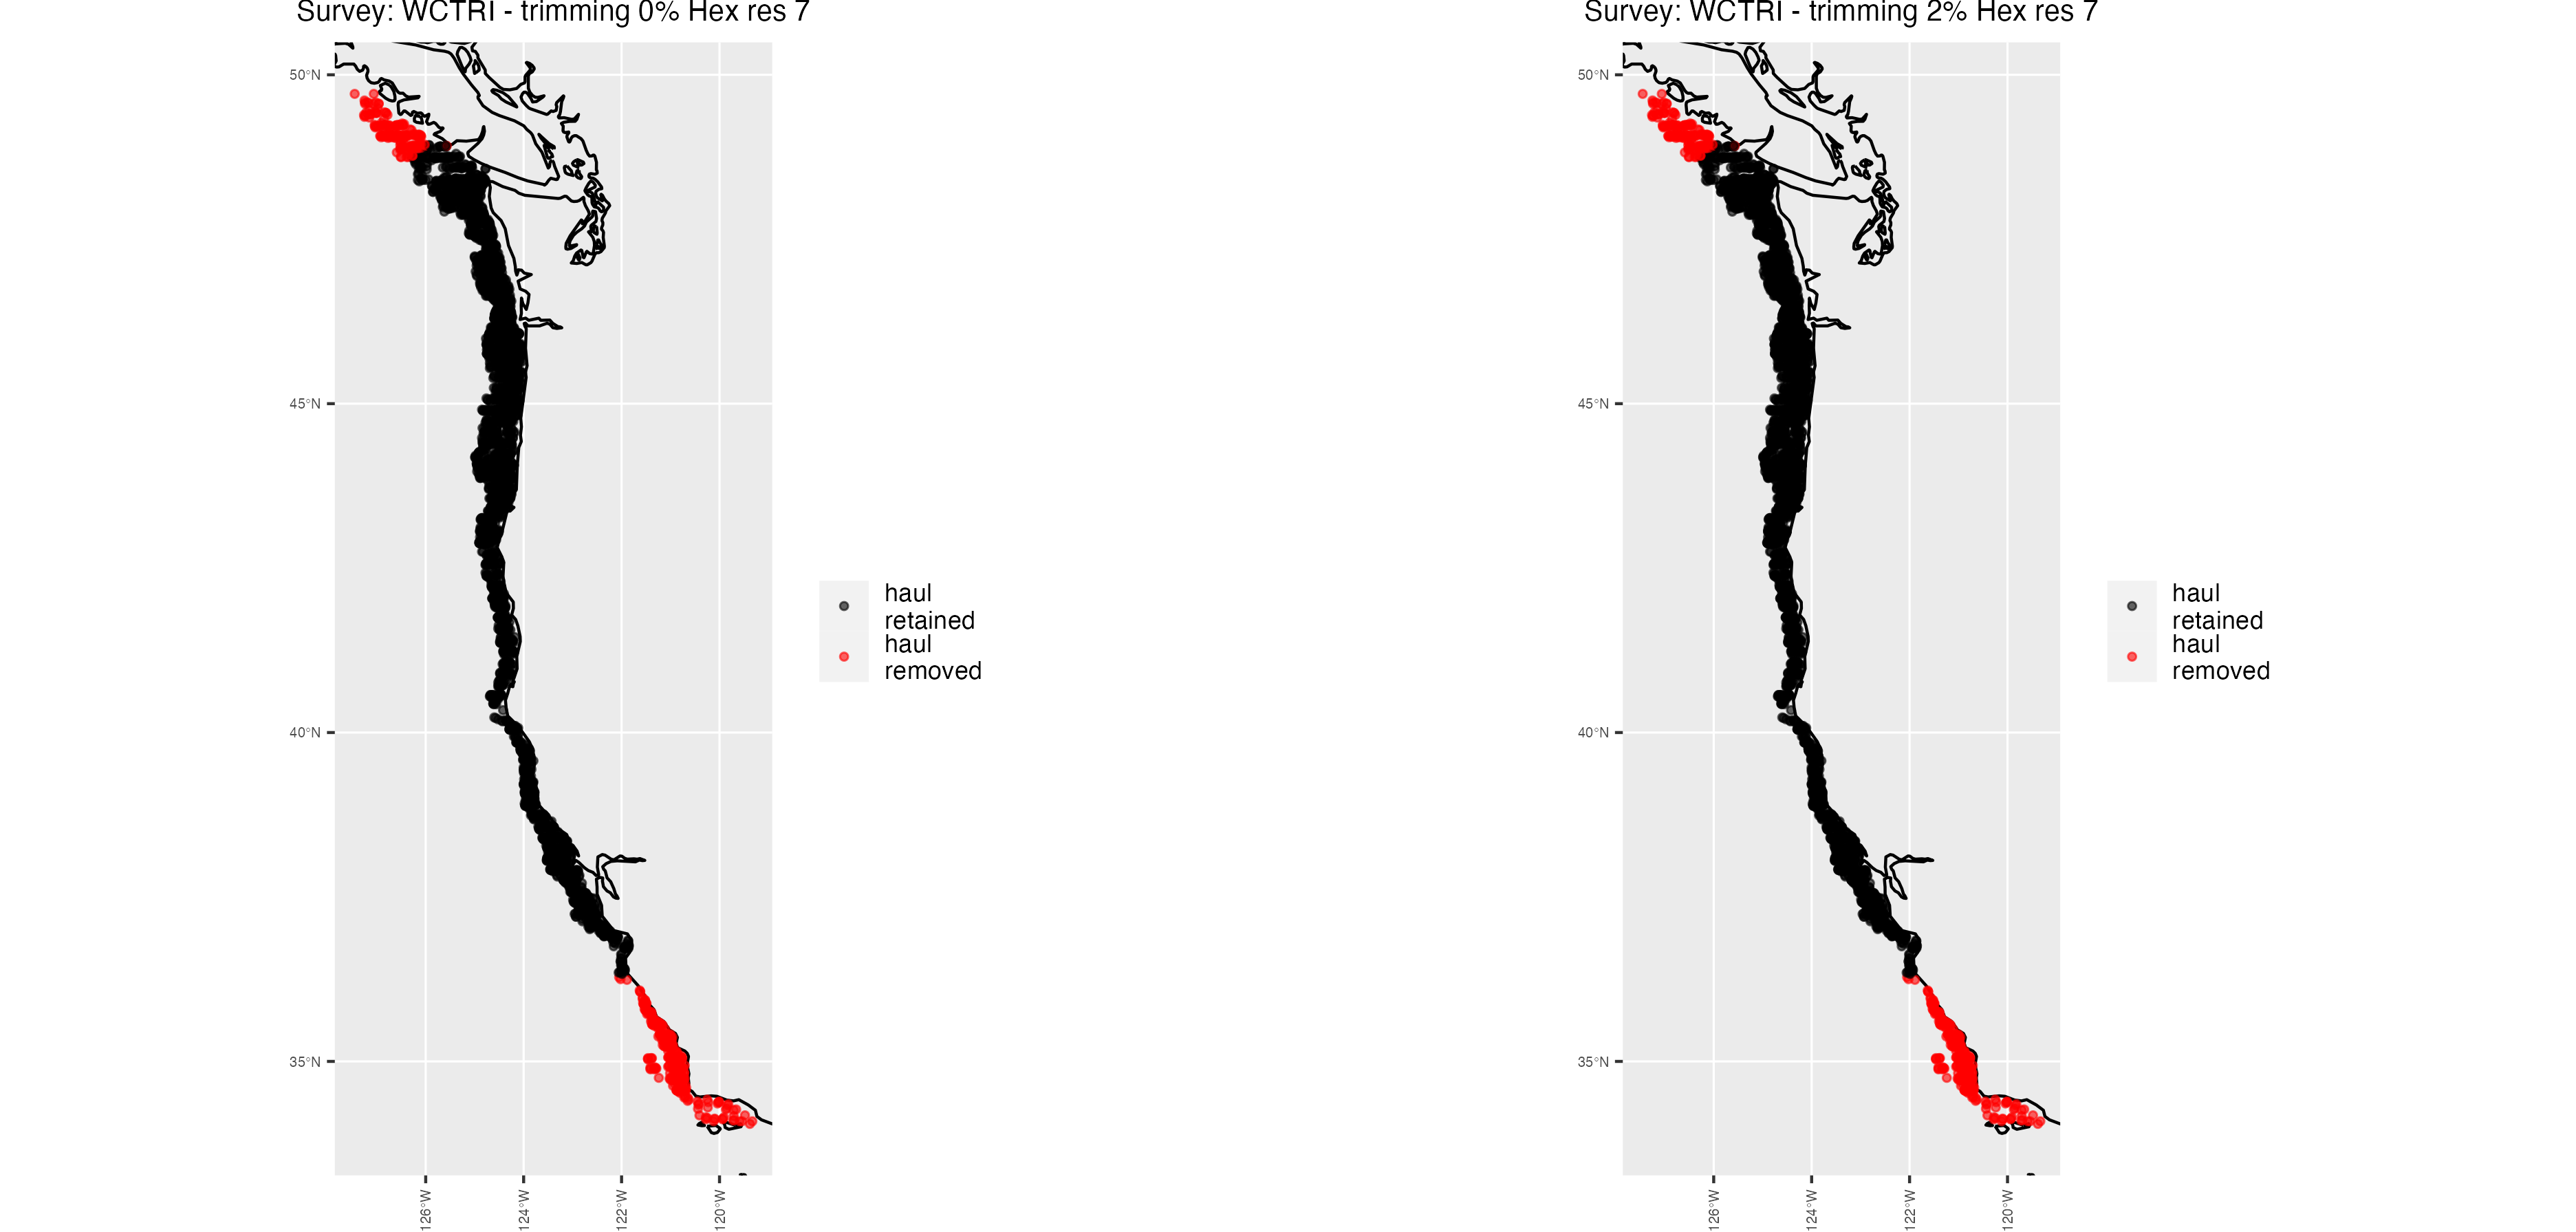 Survey: WCTRI - trimming 0% Hex res 7
50°N
45°N
40°N
35°N
126°W
124°W
122°W
120°W
haul
retained
haul
removed
Survey: WCTRI - trimming 2% Hex res 7
50°N
45°N
40°N
35°N
126°W
124°W
122°W
120°W
haul
retained
haul
removed